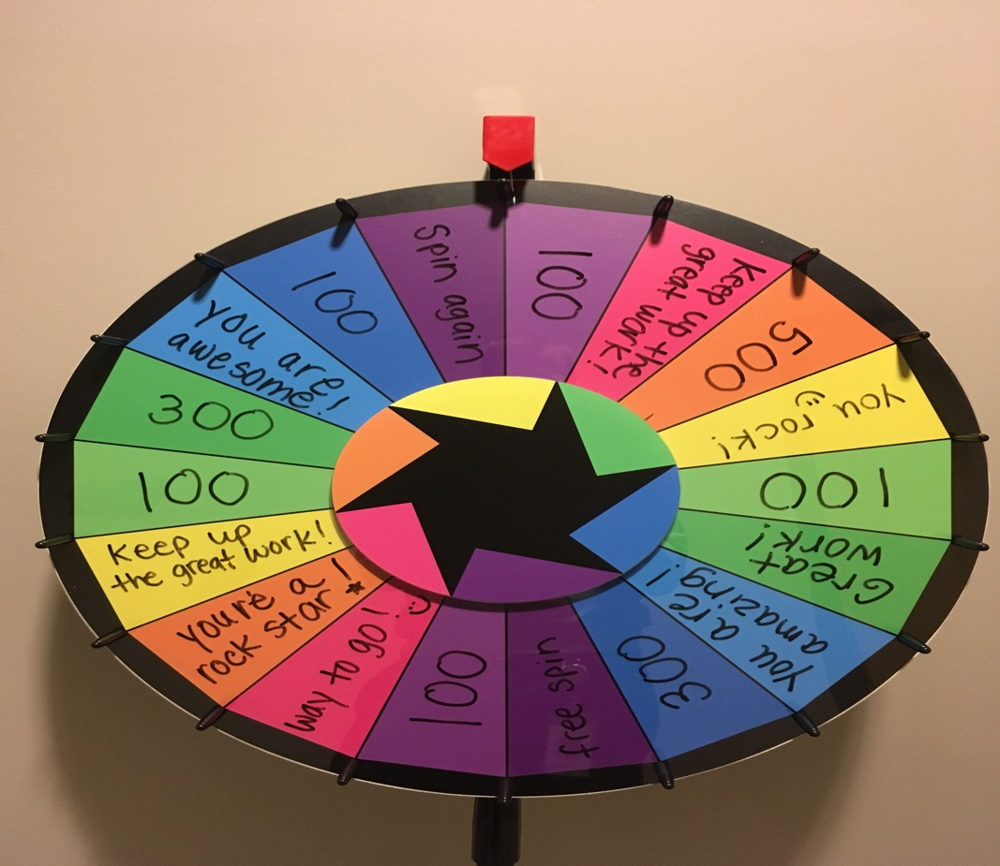 100
Keep up the
great work!
500
you rock!
100
Great
work!
you are
amazing!
300
free spin
100
way to go!
you're a
rock star!
Keep up
the great work!
100
300
you are
awesome!
100
Spin again